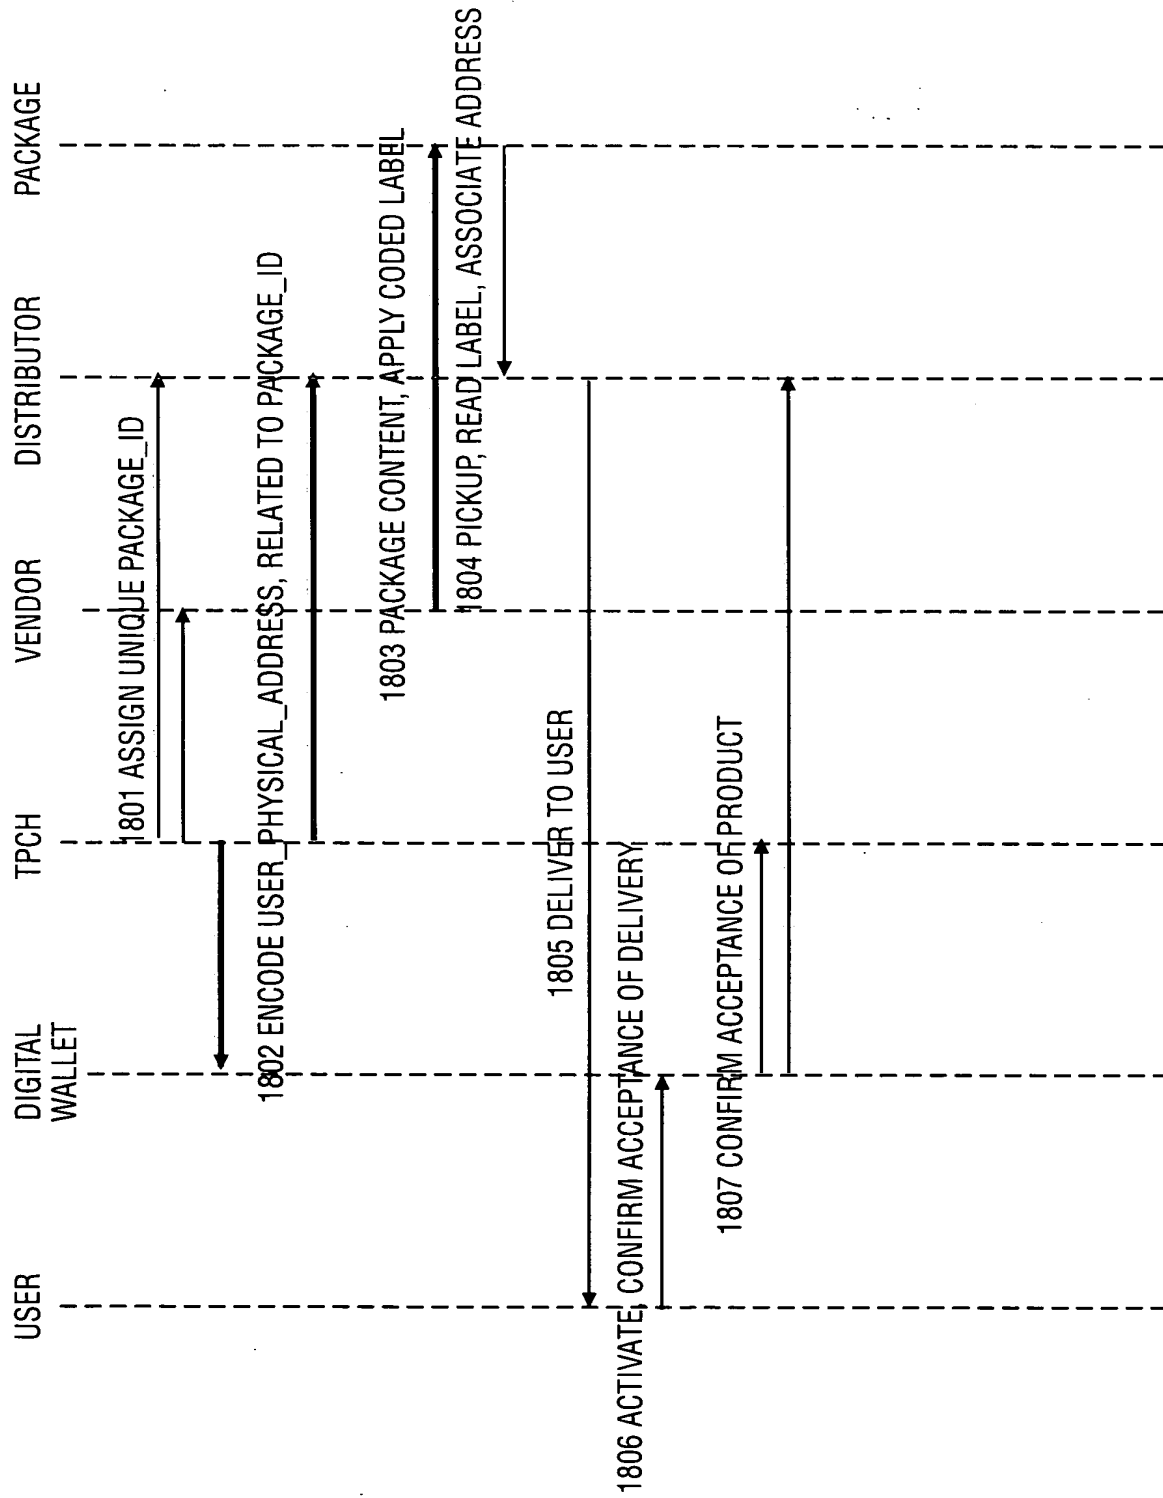 USER
DIGITAL
WALLET
TPCH
VENDOR
DISTRIBUTOR
PACKAGE
1801 ASSIGN UNIQUE PACKAGE_ID
1802 ENCODE USER_PHYSICAL_ADDRESS, RELATED TO PACKAGE_ID
1803 PACKAGE CONTENT, APPLY CODED LABEL
1804 PICKUP, READ LABEL, ASSOCIATE ADDRESS
1805 DELIVER TO USER
1806 ACTIVATE, CONFIRM ACCEPTANCE OF DELIVERY
1807 CONFIRM ACCEPTANCE OF PRODUCT